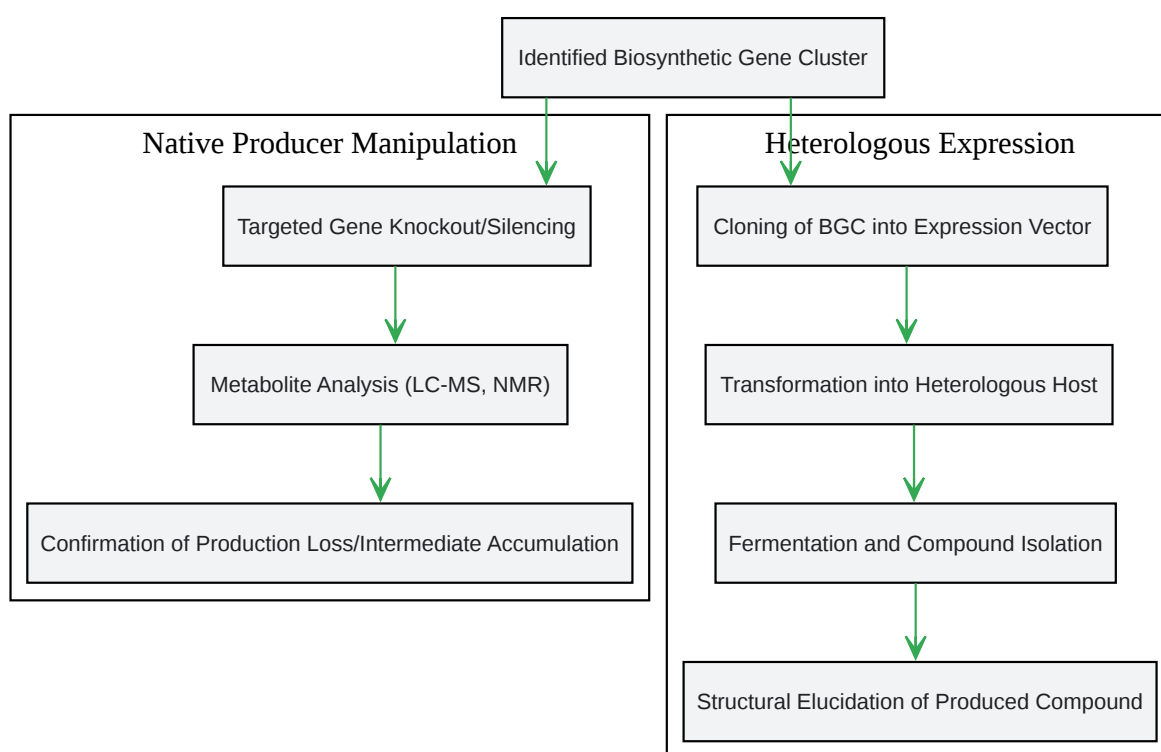 Identified Biosynthetic Gene Cluster
Native Producer Manipulation
Targeted Gene Knockout/Silencing
Metabolite Analysis (LC-MS, NMR)
Confirmation of Production Loss/Intermediate Accumulation
Heterologous Expression
Cloning of BGC into Expression Vector
Transformation into Heterologous Host
Fermentation and Compound Isolation
Structural Elucidation of Produced Compound